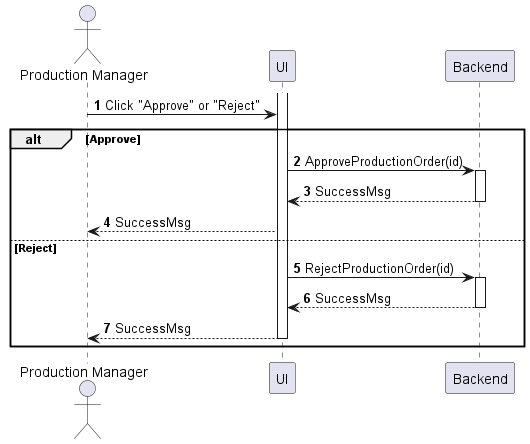 Production Manager
UI
Backend
1 Click "Approve" or "Reject"
alt [Approve]
2 ApproveProductionOrder(id)
3 SuccessMsg
4 SuccessMsg
[Reject]
5 RejectProductionOrder(id)
6 SuccessMsg
7 SuccessMsg
Production Manager
UI
Backend